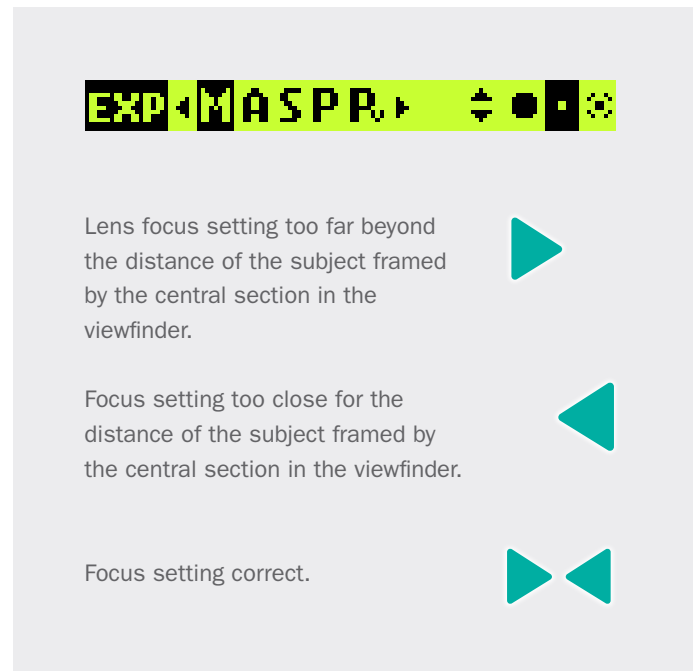 EXP M A S P R
Lens focus setting too far beyond
the distance of the subject framed
by the central section in the
viewfinder.
Focus setting too close for the
distance of the subject framed by
the central section in the viewfinder.
Focus setting correct.